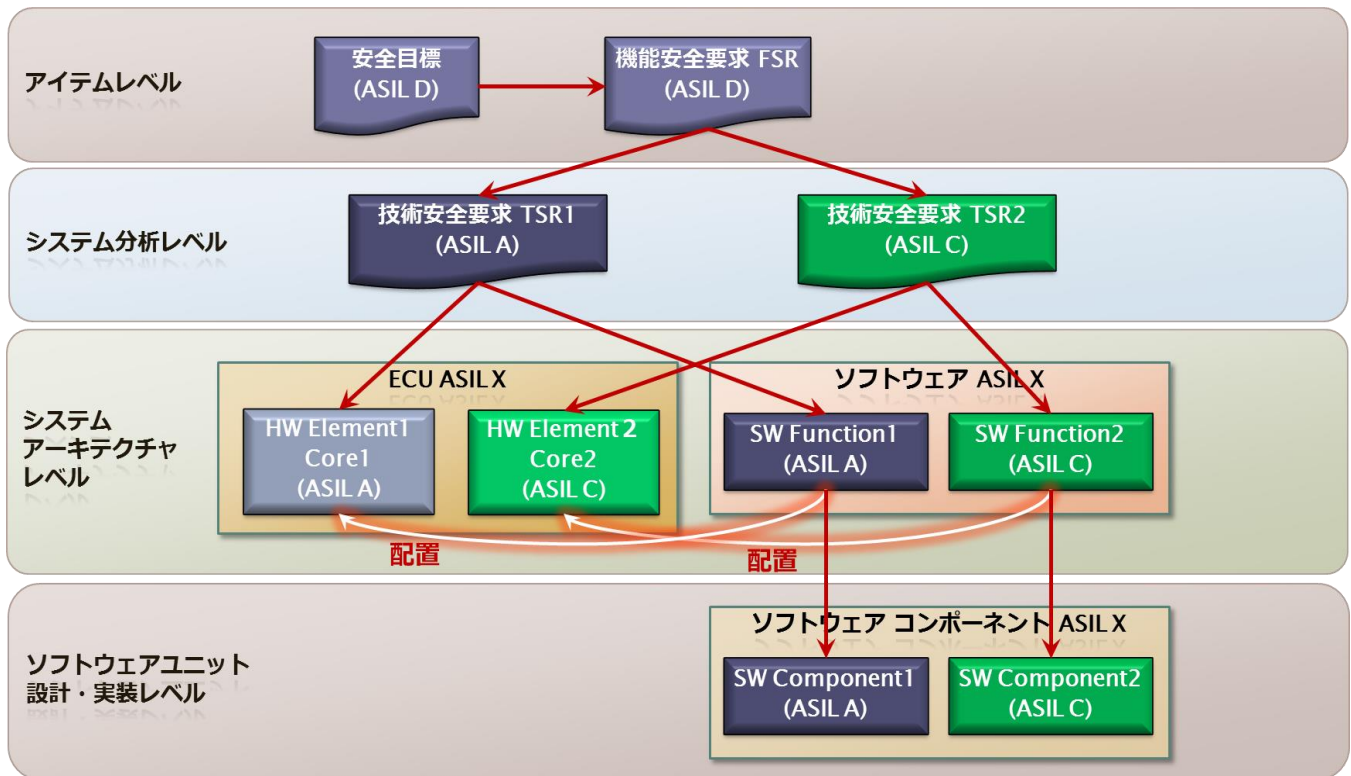 アイテムレベル
安全目標
(ASIL D)
機能安全要求 FSR
(ASIL D)
システム分析レベル
技術安全要求 TSR1
(ASIL A)
技術安全要求 TSR2
(ASIL C)
システム
アーキテクチャ
レベル
ECU ASIL X
HW Element1
Core1
(ASIL A)
HW Element2
Core2
(ASIL C)
ソフトウェア ASIL X
SW Function1
(ASIL A)
SW Function2
(ASIL C)
配置
配置
ソフトウェアユニット
設計・実装レベル
ソフトウェア コンポーネント ASIL X
SW Component1
(ASIL A)
SW Component2
(ASIL C)